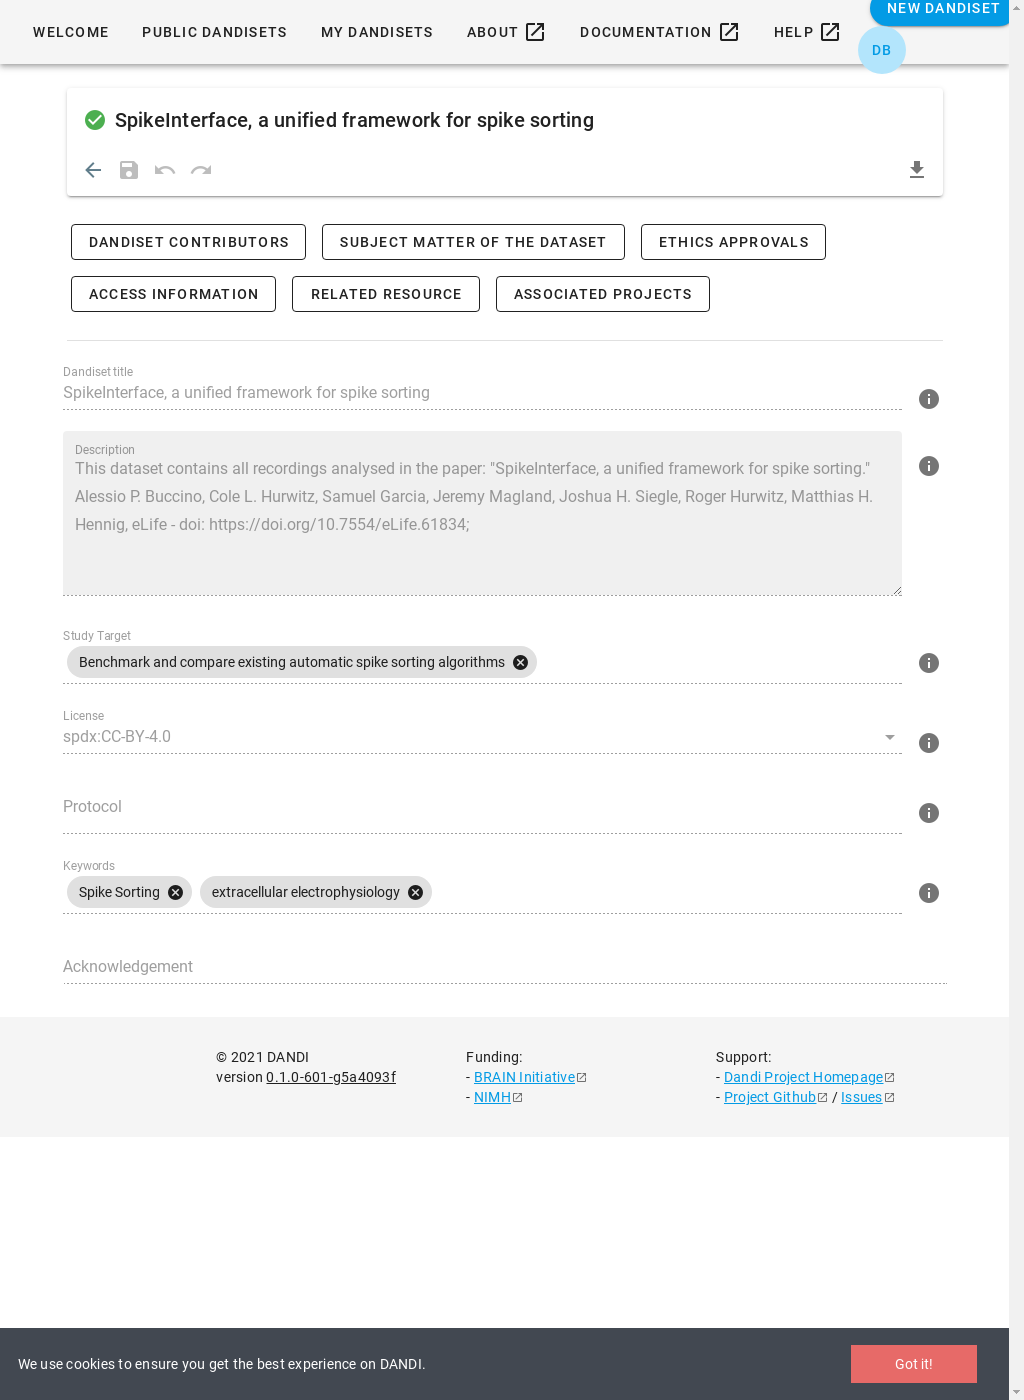 WELCOME
PUBLIC DANDISETS
MY DANDISETS
ABOUT
DOCUMENTATION
HELP
NEW DANDISET
DB
SpikeInterface, a unified framework for spike sorting
DANDISET CONTRIBUTORS
SUBJECT MATTER OF THE DATASET
ETHICS APPROVALS
ACCESS INFORMATION
RELATED RESOURCE
ASSOCIATED PROJECTS
Dandiset title
SpikeInterface, a unified framework for spike sorting
Description
This dataset contains all recordings analysed in the paper: "SpikeInterface, a unified framework for spike sorting."
Alessio P. Buccino, Cole L. Hurwitz, Samuel Garcia, Jeremy Magland, Joshua H. Siegle, Roger Hurwitz, Matthias H.
Hennig, eLife - doi: https://doi.org/10.7554/eLife.61834;
Study Target
Benchmark and compare existing automatic spike sorting algorithms
License
spdx:CC-BY-4.0
Protocol
Keywords
Spike Sorting
extracellular electrophysiology
Acknowledgement
© 2021 DANDI
version 0.1.0-601-g5a4093f
Funding:
- BRAIN Initiative
- NIMH
Support:
- Dandi Project Homepage
- Project Github / Issues
We use cookies to ensure you get the best experience on DANDI.
Got it!